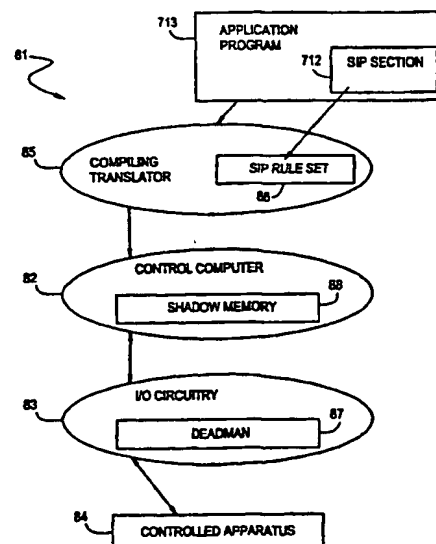 713
APPLICATION
PROGRAM
712
SIP SECTION
81
85
COMPILING
TRANSLATOR
SIP RULE SET
86
CONTROL COMPUTER
82
88
SHADOW MEMORY
I/O CIRCUITRY
83
87
DEADMAN
84
CONTROLLED APPARATUS